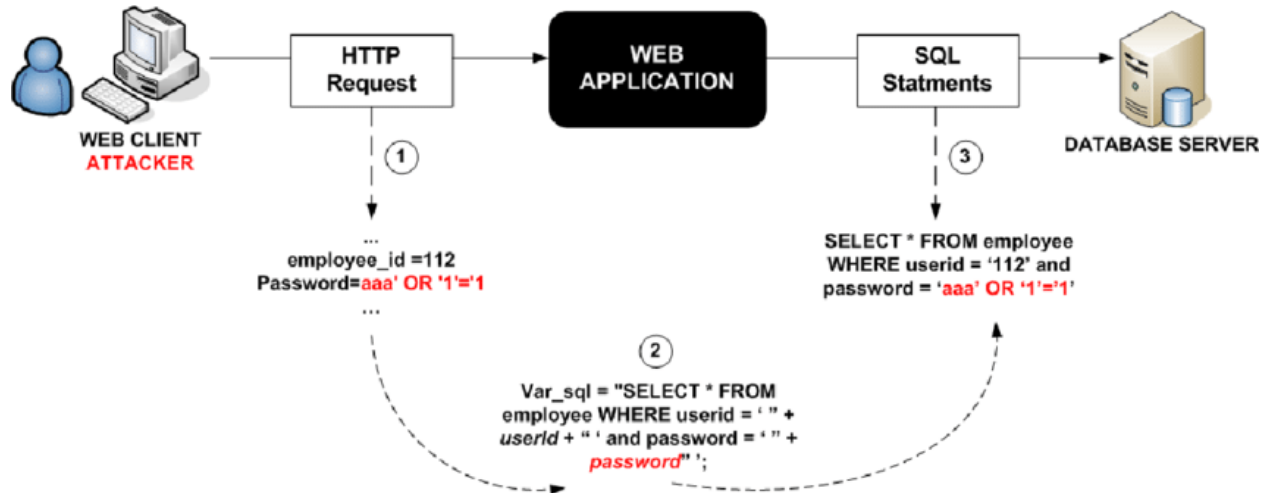 HTTP
Request
WEB
APPLICATION
SQL
Statments
WEB CLIENT
ATTACKER
DATABASE SERVER
1
3
...
employee_id =112
Password=aaa' OR '1'='1
...
SELECT * FROM employee
WHERE userid = ‘112’ and
password = ‘aaa’ OR ‘1’=’1’
2
Var_sql = "SELECT * FROM
employee WHERE userid = ‘ ” +
userId + “ ‘ and password = ‘ ” +
password” ‘;